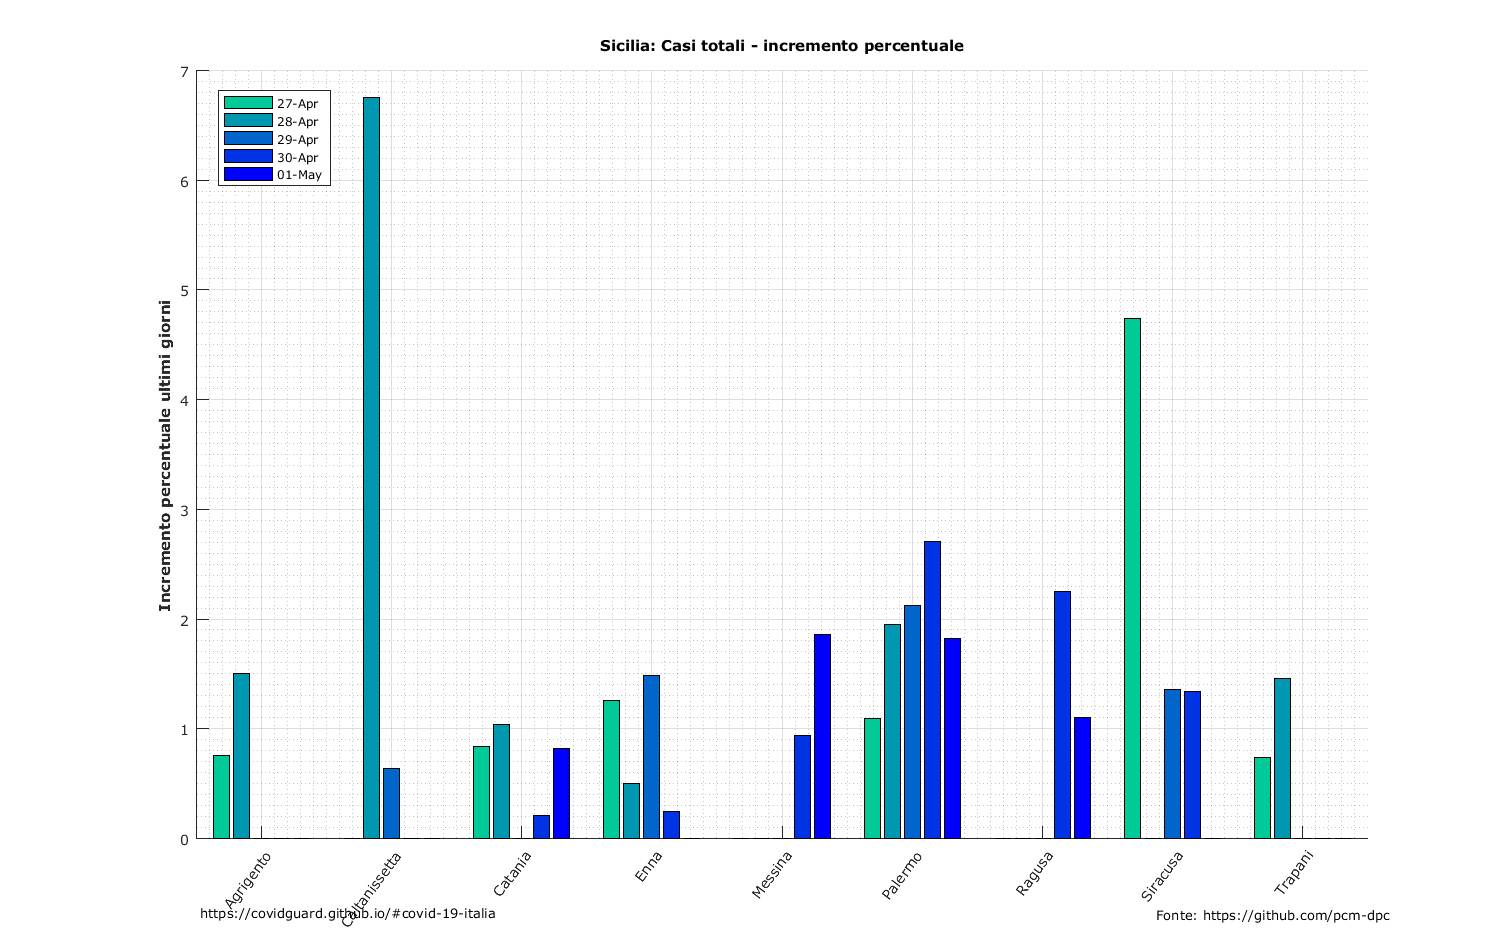 Sicilia: Casi totali - incremento percentuale
Incremento percentuale ultimi giorni
7
6
5
4
3
2
1
0
27-Apr
28-Apr
29-Apr
30-Apr
01-May
Agrigento
Caltanissetta
Catania
Enna
Messina
Palermo
Ragusa
Siracusa
Trapani
https://covidguard.github.io/#covid-19-italia
Fonte: https://github.com/pcm-dpc